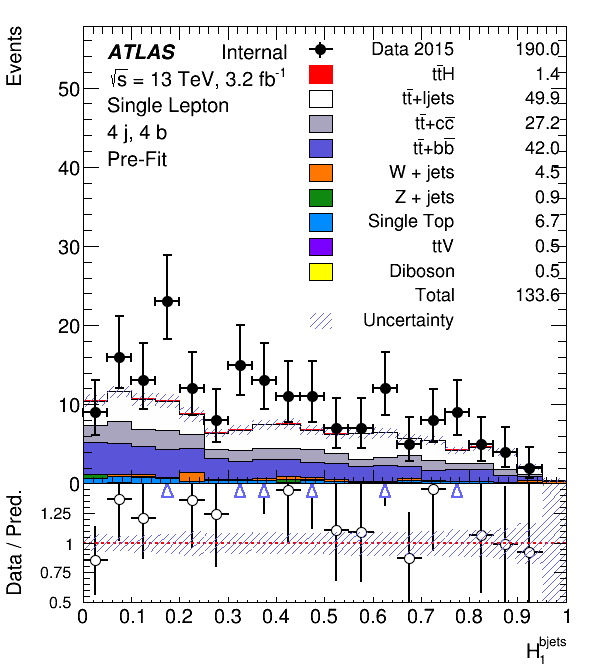 Events
ATLAS Internal
√s = 13 TeV, 3.2 fb⁻¹
Single Lepton
4 j, 4 b
Pre-Fit
Data 2015 190.0
tt̄H 1.4
tt̄+ljets 49.9
tt̄+cc̄ 27.2
tt̄+bb̄ 42.0
W + jets 4.5
Z + jets 0.9
Single Top 6.7
ttV 0.5
Diboson 0.5
Total 133.6
Uncertainty
50
40
30
20
10
0
Data / Pred.
1.25
1
0.75
0.5
0 0.1 0.2 0.3 0.4 0.5 0.6 0.7 0.8 0.9 1
H₁^bjets